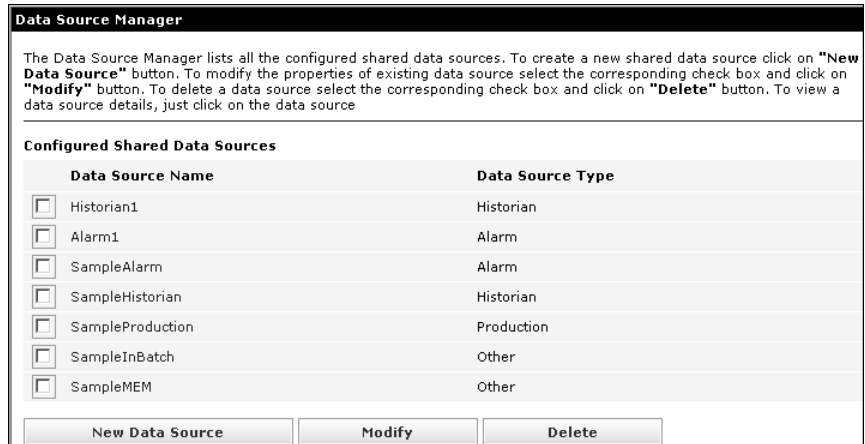 Data Source Manager
The Data Source Manager lists all the configured shared data sources. To create a new shared data source click on "New
Data Source" button. To modify the properties of existing data source select the corresponding check box and click on
"Modify" button. To delete a data source select the corresponding check box and click on "Delete" button. To view a
data source details, just click on the data source
Configured Shared Data Sources
Data Source Name Data Source Type
Historian1 Historian
Alarm1 Alarm
SampleAlarm Alarm
SampleHistorian Historian
SampleProduction Production
SampleInBatch Other
SampleMEM Other
New Data Source Modify Delete